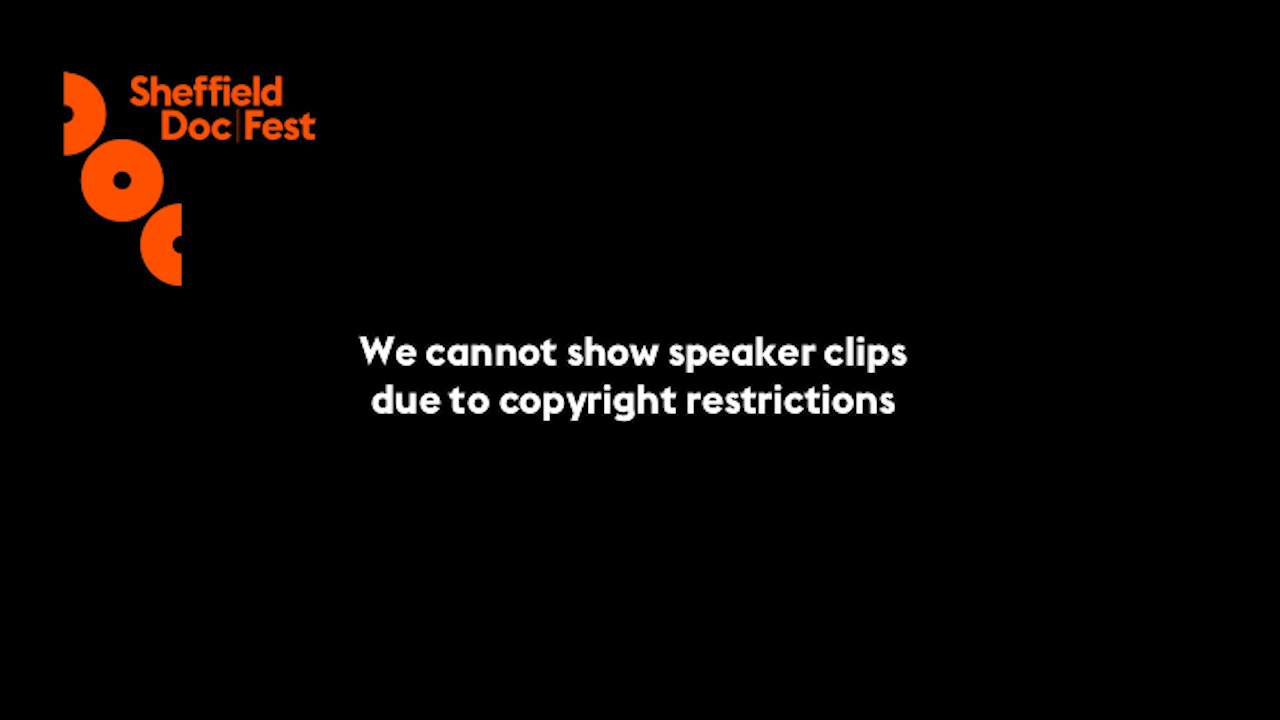 Sheffield
Doc|Fest
We cannot show speaker clips
due to copyright restrictions